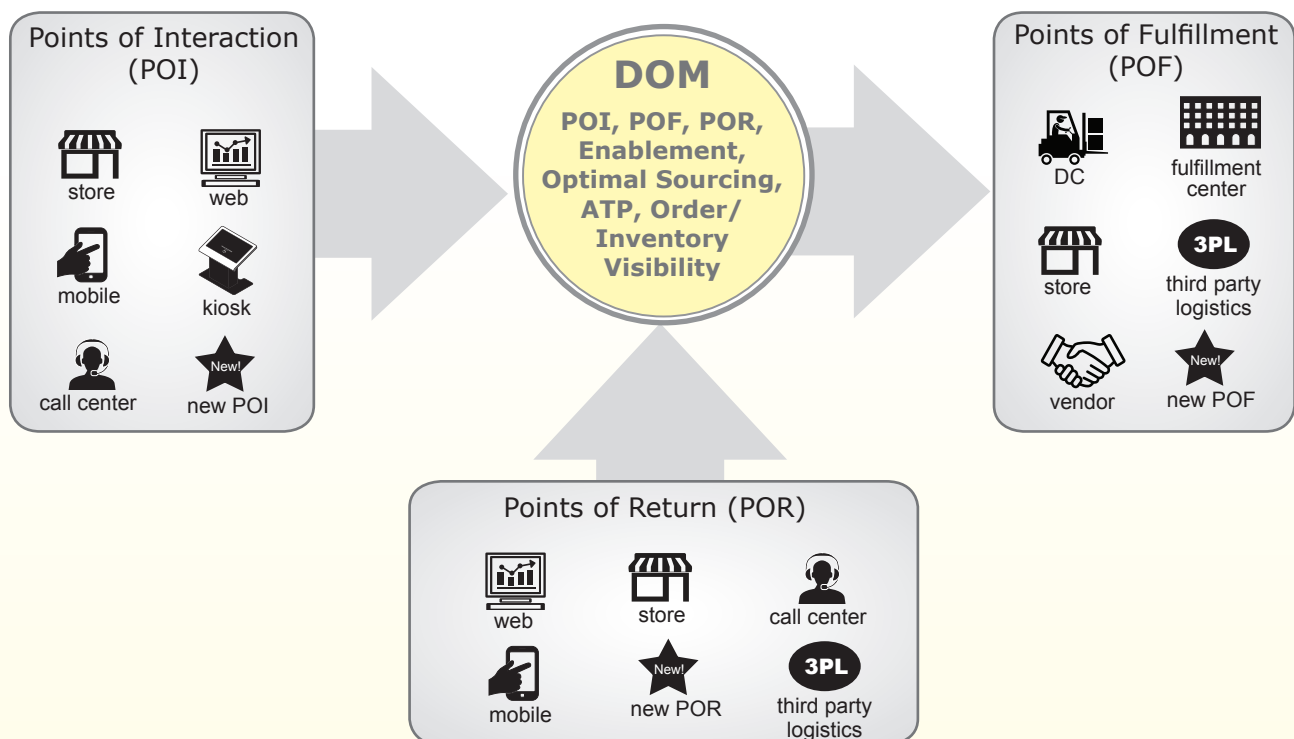 Points of Interaction
(POI)
store
web
mobile
kiosk
call center
New!
new POI
DOM
POI, POF, POR,
Enablement,
Optimal Sourcing,
ATP, Order/
Inventory
Visibility
Points of Fulfillment
(POF)
DC
fulfillment
center
store
3PL
third party
logistics
vendor
New!
new POF
Points of Return (POR)
web
store
call center
mobile
New!
new POR
3PL
third party
logistics